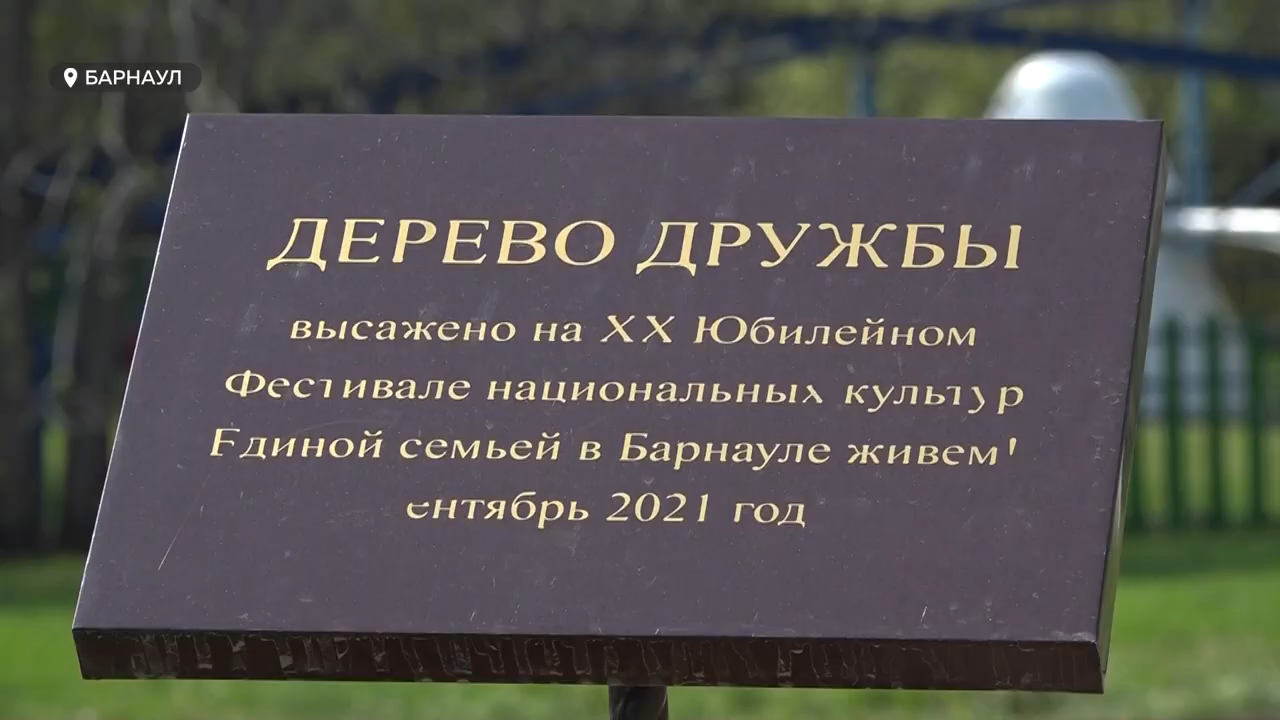 БАРНАУЛ
ДЕРЕВО ДРУЖБЫ
высажено на XX Юбилейном
Фестивале национальных культур
Единой семьей в Барнауле живем!
ентябрь 2021 год